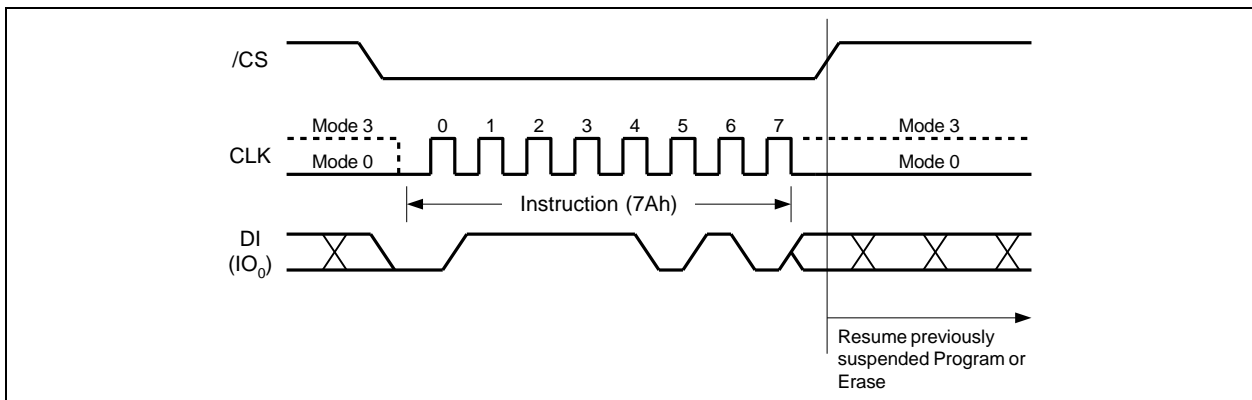 /CS
Mode 3
0 1 2 3 4 5 6 7
Mode 3
CLK
Mode 0
Mode 0
Instruction (7Ah)
DI
(IO0)
Resume previously
suspended Program or
Erase